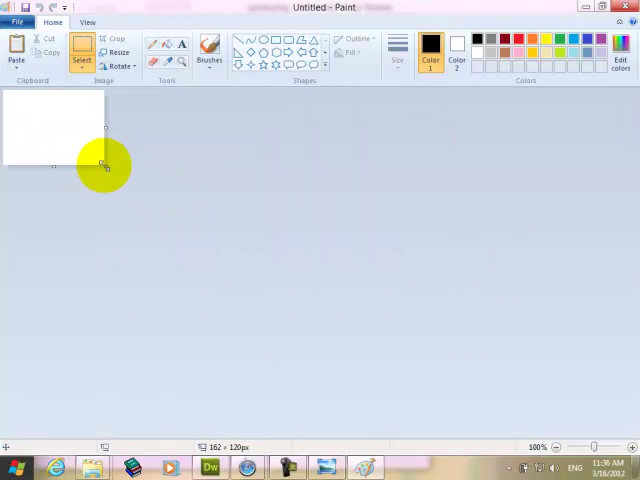 Untitled - Paint
File Home View
Paste Cut Copy Clipboard
Select Crop Resize Rotate Image
A Tools
Brushes
Outline Fill Shapes
Size
Color 1 Color 2 Edit colors Colors
162 × 120px 100%
Dw ENG 11:36 AM
3/16/2012